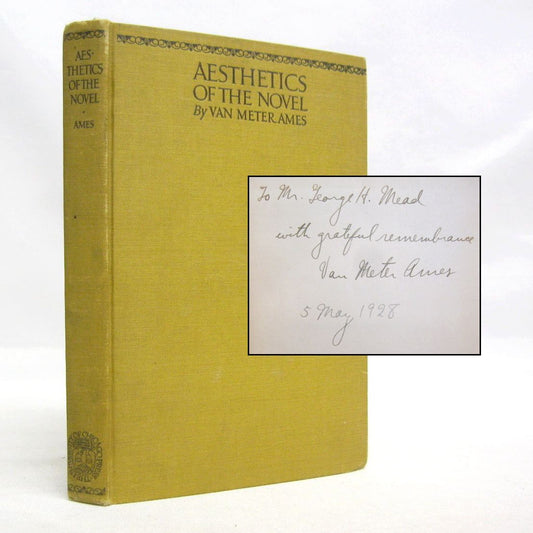 AES-
THETICS
OF THE
NOVEL
AMES
AESTHETICS
OF THE NOVEL
By VAN METER AMES
To Mr. George H. Mead
with grateful remembrance
Van Meter Ames
5 May 1928